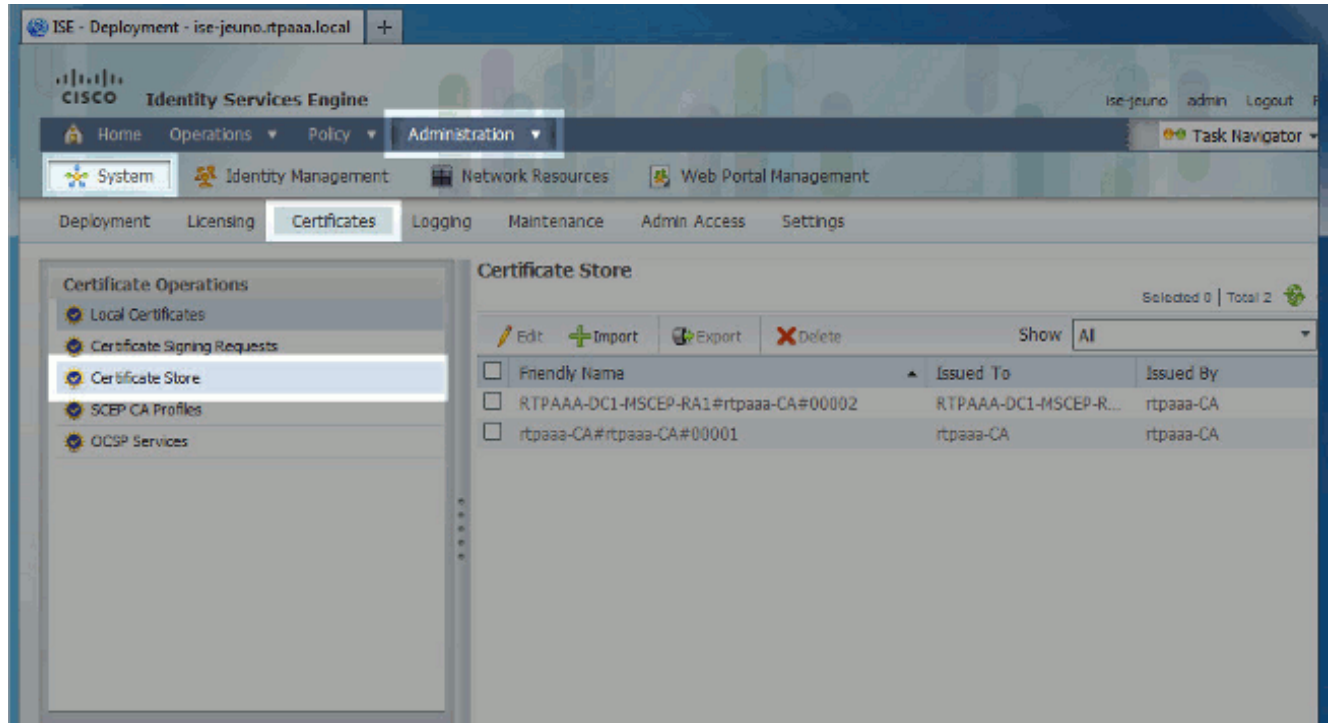 ISE - Deployment - ise-jeuno.rtpaaa.local +
CISCO Identity Services Engine
ise-jeuno admin Logout
Home Operations Policy Administration Task Navigator
System Identity Management Network Resources Web Portal Management
Deployment Licensing Certificates Logging Maintenance Admin Access Settings
Certificate Operations
Local Certificates
Certificate Signing Requests
Certificate Store
SCEP CA Profiles
OCSP Services
Certificate Store
Selected 0 | Total 2
Edit Import Export Delete Show All
Friendly Name Issued To Issued By
RTPAAA-DC1-MSCEP-RA1#rtpaaa-CA#00002 RTPAAA-DC1-MSCEP-R... rtpaaa-CA
rtpaaa-CA#rtpaaa-CA#00001 rtpaaa-CA rtpaaa-CA